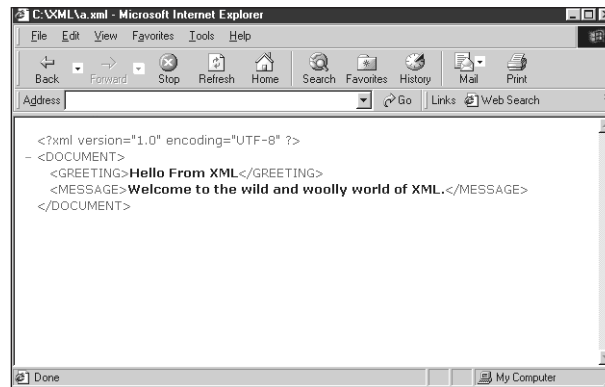 C:\XML\a.xml - Microsoft Internet Explorer
File Edit View Favorites Tools Help
Back Forward Stop Refresh Home Search Favorites History Mail Print
Address Go Links Web Search
<?xml version="1.0" encoding="UTF-8" ?>
- <DOCUMENT>
<GREETING>Hello From XML</GREETING>
<MESSAGE>Welcome to the wild and woolly world of XML.</MESSAGE>
</DOCUMENT>
Done My Computer